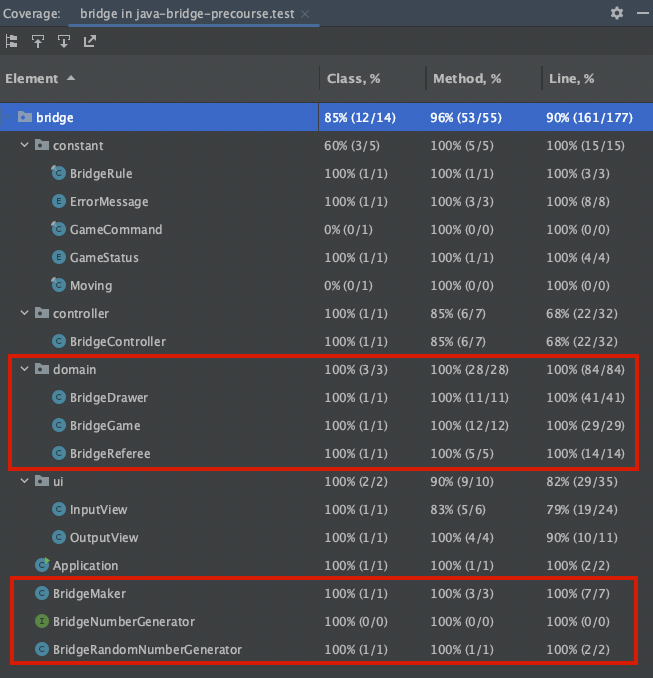 Coverage: bridge in java-bridge-precourse.test
Element Class, % Method, % Line, %
bridge 85% (12/14) 96% (53/55) 90% (161/177)
constant 60% (3/5) 100% (5/5) 100% (15/15)
BridgeRule 100% (1/1) 100% (1/1) 100% (3/3)
ErrorMessage 100% (1/1) 100% (3/3) 100% (8/8)
GameCommand 0% (0/1) 100% (0/0) 100% (0/0)
GameStatus 100% (1/1) 100% (1/1) 100% (4/4)
Moving 0% (0/1) 100% (0/0) 100% (0/0)
controller 100% (1/1) 85% (6/7) 68% (22/32)
BridgeController 100% (1/1) 85% (6/7) 68% (22/32)
domain 100% (3/3) 100% (28/28) 100% (84/84)
BridgeDrawer 100% (1/1) 100% (11/11) 100% (41/41)
BridgeGame 100% (1/1) 100% (12/12) 100% (29/29)
BridgeReferee 100% (1/1) 100% (5/5) 100% (14/14)
ui 100% (2/2) 90% (9/10) 82% (29/35)
InputView 100% (1/1) 83% (5/6) 79% (19/24)
OutputView 100% (1/1) 100% (4/4) 90% (10/11)
Application 100% (1/1) 100% (1/1) 100% (2/2)
BridgeMaker 100% (1/1) 100% (3/3) 100% (7/7)
BridgeNumberGenerator 100% (0/0) 100% (0/0) 100% (0/0)
BridgeRandomNumberGenerator 100% (1/1) 100% (1/1) 100% (2/2)